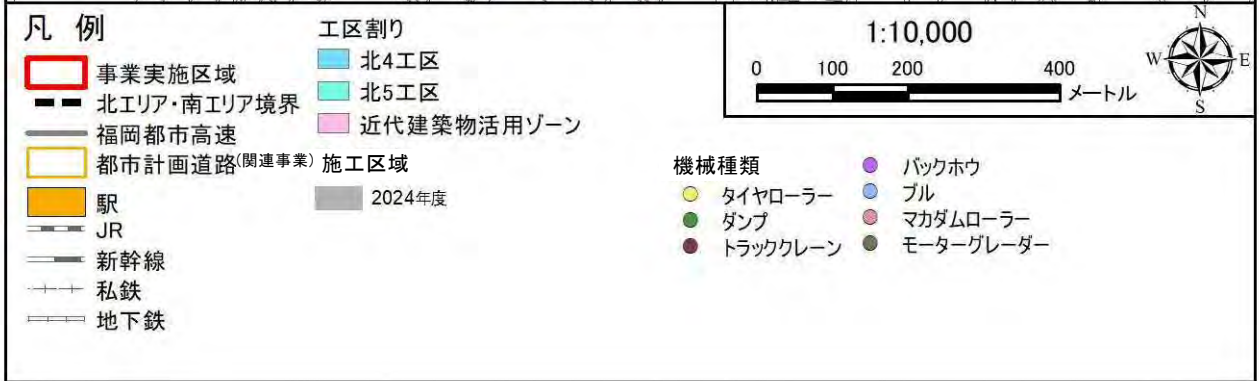 凡 例
事業実施区域
北エリア・南エリア境界
福岡都市高速
都市計画道路(関連事業)
駅
JR
新幹線
私鉄
地下鉄
工区割り
北4工区
北5工区
近代建築物活用ゾーン
施工区域
2024年度
機械種類
タイヤローラー
ダンプ
トラッククレーン
バックホウ
ブル
マカダムローラー
モーターグレーダー
1:10,000
0 100 200 400
メートル
N
W E
S